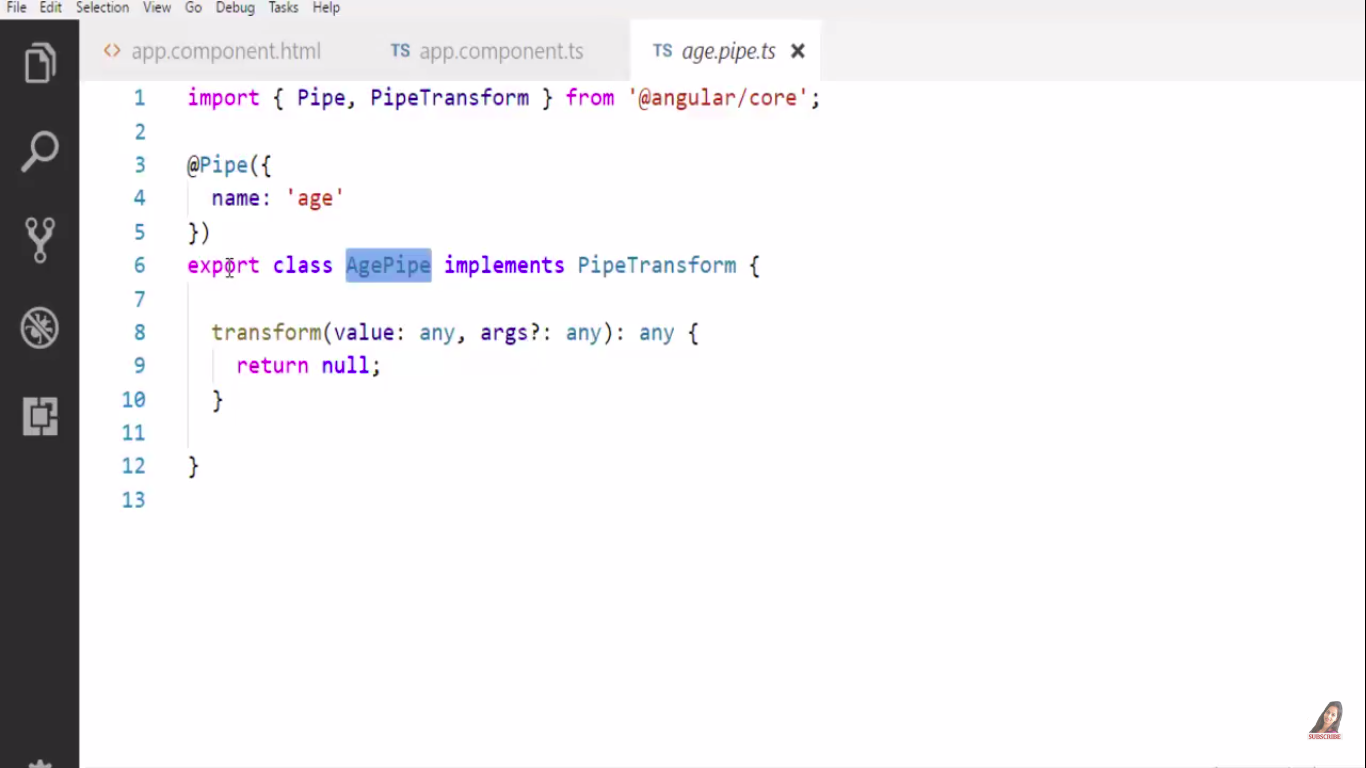 File Edit Selection View Go Debug Tasks Help
<> app.component.html TS app.component.ts TS age.pipe.ts ×
1 import { Pipe, PipeTransform } from '@angular/core';
2
3 @Pipe({
4   name: 'age'
5 })
6 export class AgePipe implements PipeTransform {
7
8   transform(value: any, args?: any): any {
9     return null;
10   }
11
12 }
13
SUBSCRIBE